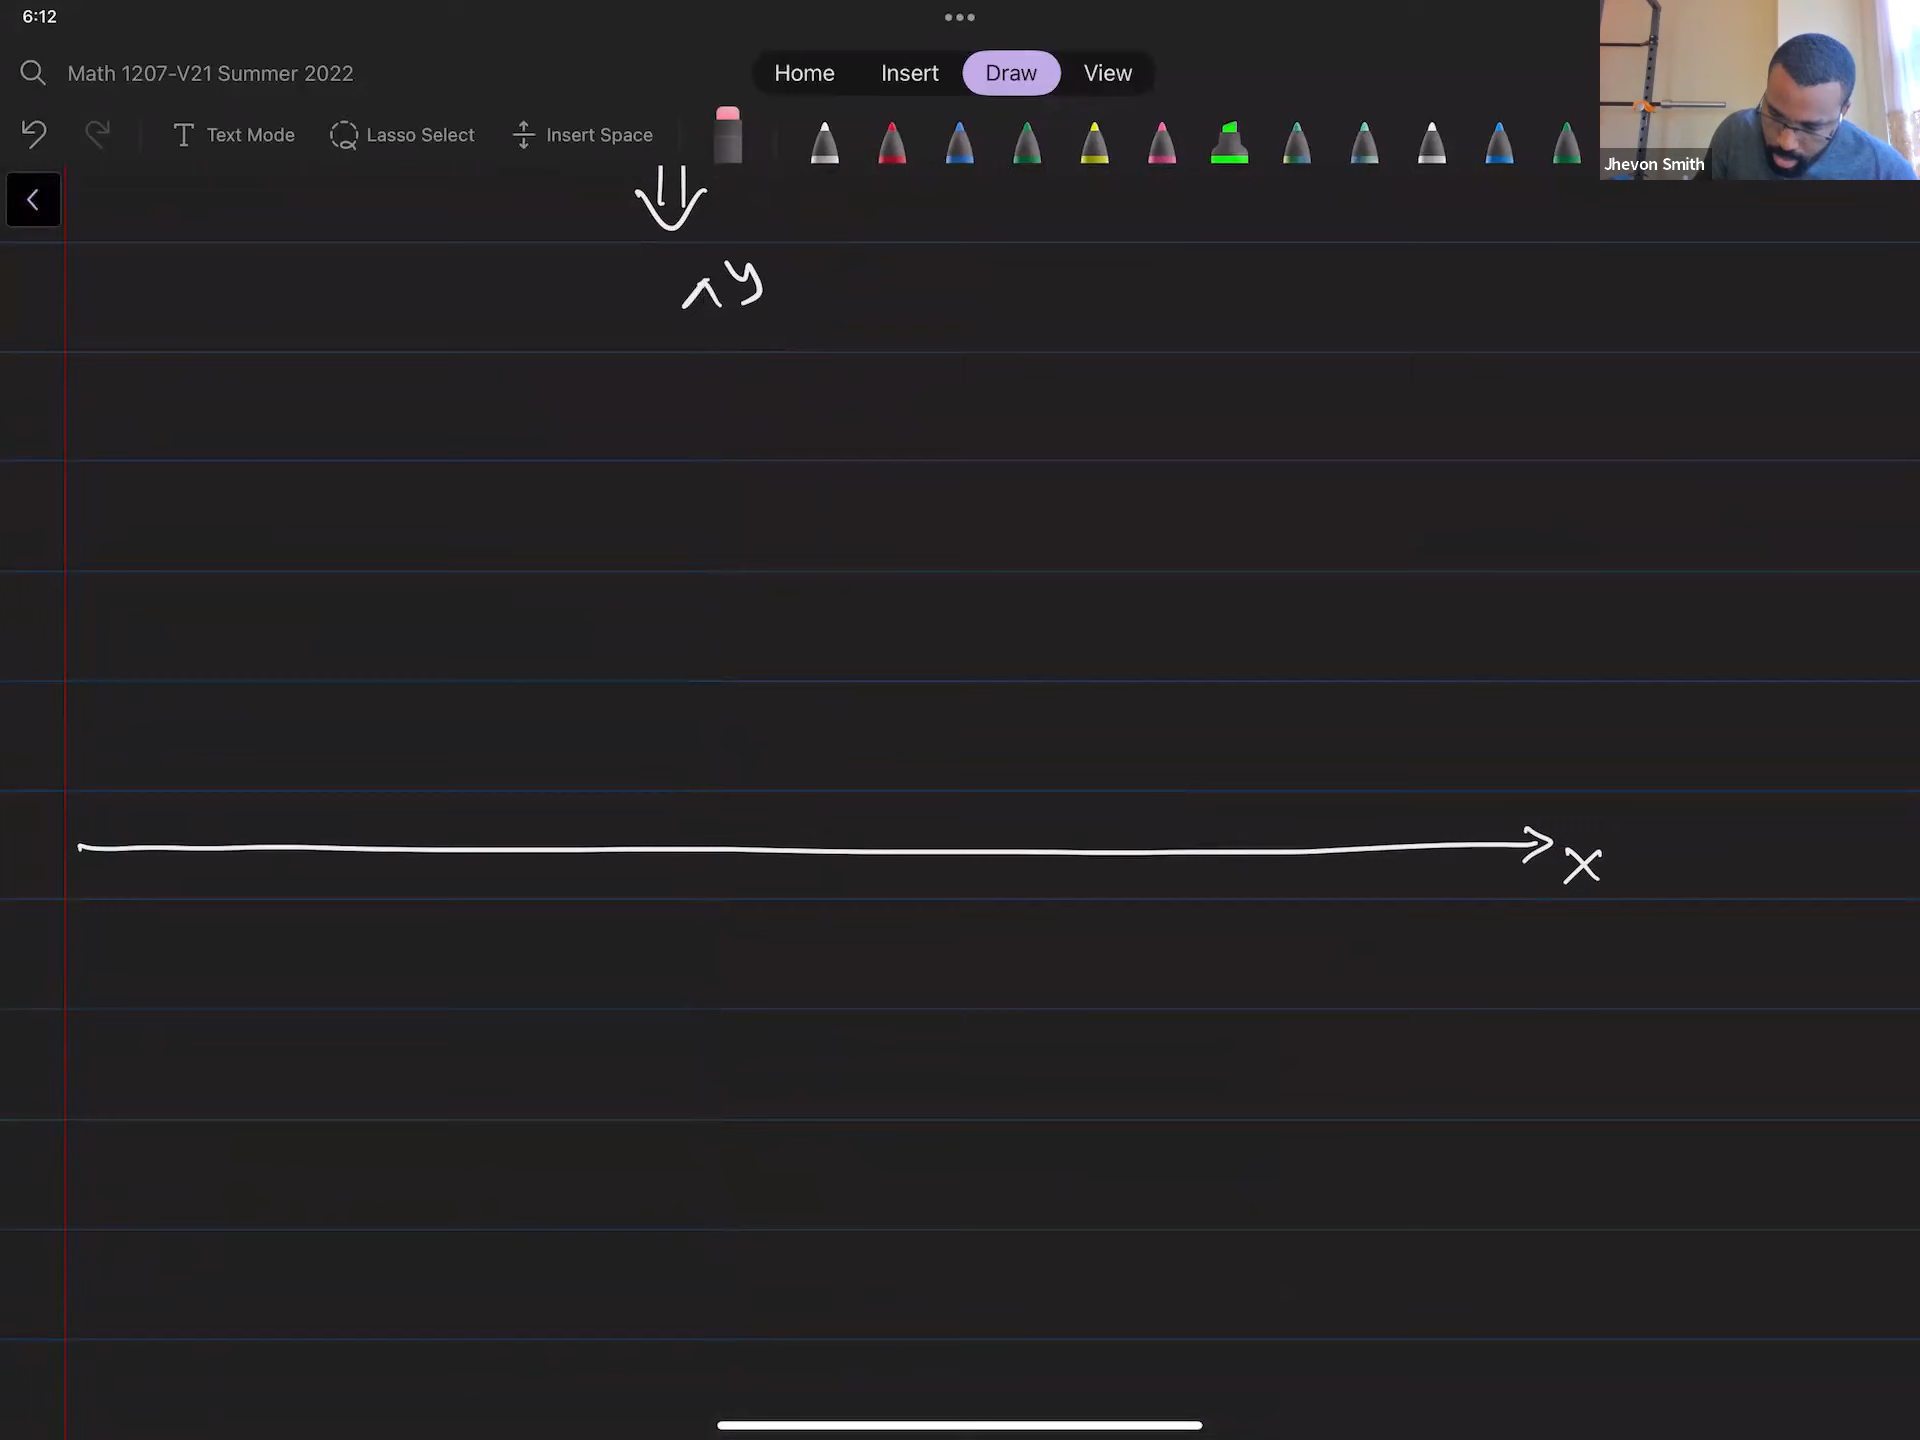 6:12
Math 1207-V21 Summer 2022
Home Insert Draw View
Text Mode Lasso Select Insert Space
Jhevon Smith
y
x